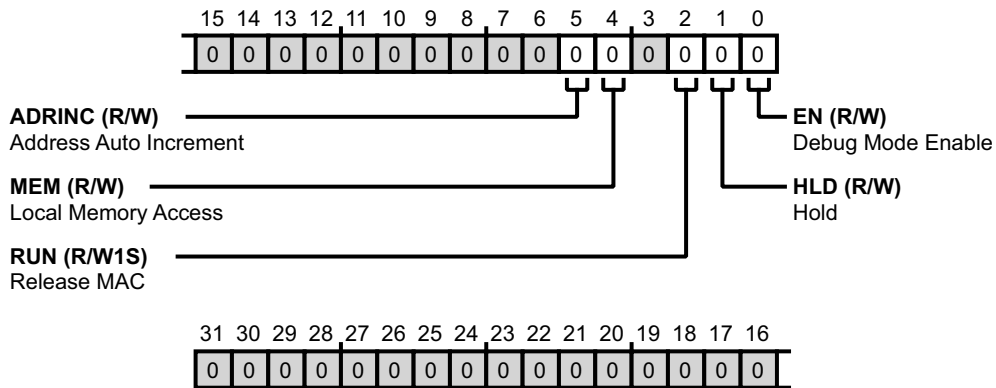 15 14 13 12 11 10 9 8 7 6 5 4 3 2 1 0
0 0 0 0 0 0 0 0 0 0 0 0 0 0 0 0
ADRINC (R/W)
Address Auto Increment
EN (R/W)
Debug Mode Enable
MEM (R/W)
Local Memory Access
HLD (R/W)
Hold
RUN (R/W1S)
Release MAC
31 30 29 28 27 26 25 24 23 22 21 20 19 18 17 16
0 0 0 0 0 0 0 0 0 0 0 0 0 0 0 0